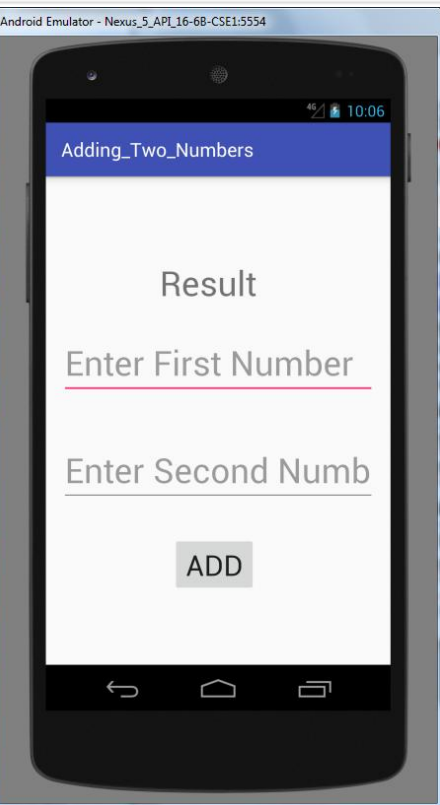 Android Emulator - Nexus_5_API_16-6B-CSE1:5554
4G 10:06
Adding_Two_Numbers
Result
Enter First Number
Enter Second Numb
ADD